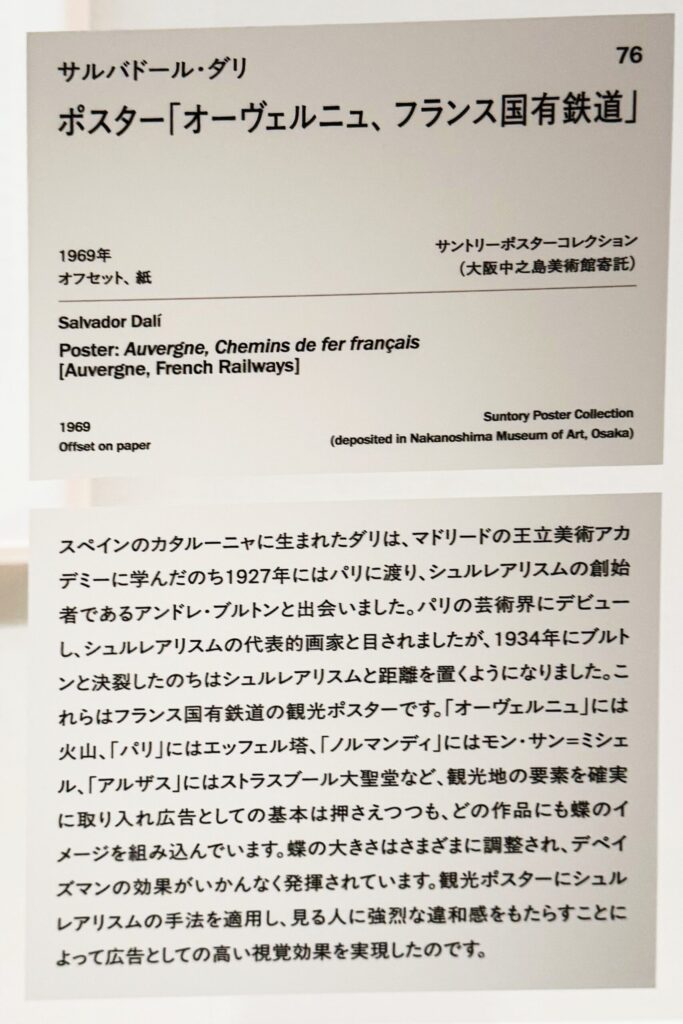 サルバドール・ダリ
76
ポスター「オーヴェルニュ、フランス国有鉄道」
1969年
オフセット、紙
サントリーポスターコレクション
（大阪中之島美術館寄託）
Salvador Dalí
Poster: Auvergne, Chemins de fer français
[Auvergne, French Railways]
1969
Offset on paper
Suntory Poster Collection
(deposited in Nakanoshima Museum of Art, Osaka)
スペインのカタルーニャに生まれたダリは、マドリードの王立美術アカ
デミーに学んだのち1927年にはパリに渡り、シュルレアリスムの創始
者であるアンドレ・ブルトンと出会いました。パリの芸術界にデビュー
し、シュルレアリスムの代表的画家と目されましたが、1934年にブルト
ンと決裂したのちはシュルレアリスムと距離を置くようになりました。こ
れらはフランス国有鉄道の観光ポスターです。「オーヴェルニュ」には
火山、「パリ」にはエッフェル塔、「ノルマンディ」にはモン・サン＝ミシェ
ル、「アルザス」にはストラスブール大聖堂など、観光地の要素を確実
に取り入れ広告としての基本は押さえつつも、どの作品にも蝶のイ
メージを組み込んでいます。蝶の大きさはさまざまに調整され、デペイ
ズマンの効果がいかんなく発揮されています。観光ポスターにシュル
レアリスムの手法を適用し、見る人に強烈な違和感をもたらすことに
よって広告としての高い視覚効果を実現したのです。